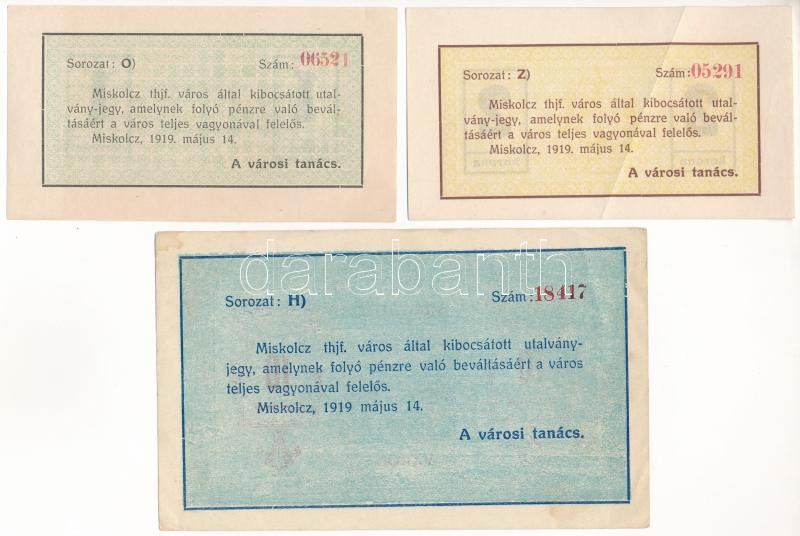 Sorozat: O) Szám: 06521
Miskolcz thjf. város által kibocsátott utal-
vány-jegy, amelynek folyó pénzre való bevál-
tásáért a város teljes vagyonával felelős.
Miskolcz, 1919. május 14.
A városi tanács.
Sorozat: Z) Szám: 05291
Miskolcz thjf. város által kibocsátott utal-
vány-jegy, amelynek folyó pénzre való bevál-
tásáért a város teljes vagyonával felelős.
Miskolcz, 1919. május 14.
A városi tanács.
darabanth
Sorozat: H) Szám: 18417
Miskolcz thjf. város által kibocsátott utalvány-
jegy, amelynek folyó pénzre való beváltásáért a város
teljes vagyonával felelős.
Miskolcz, 1919 május 14.
A városi tanács.